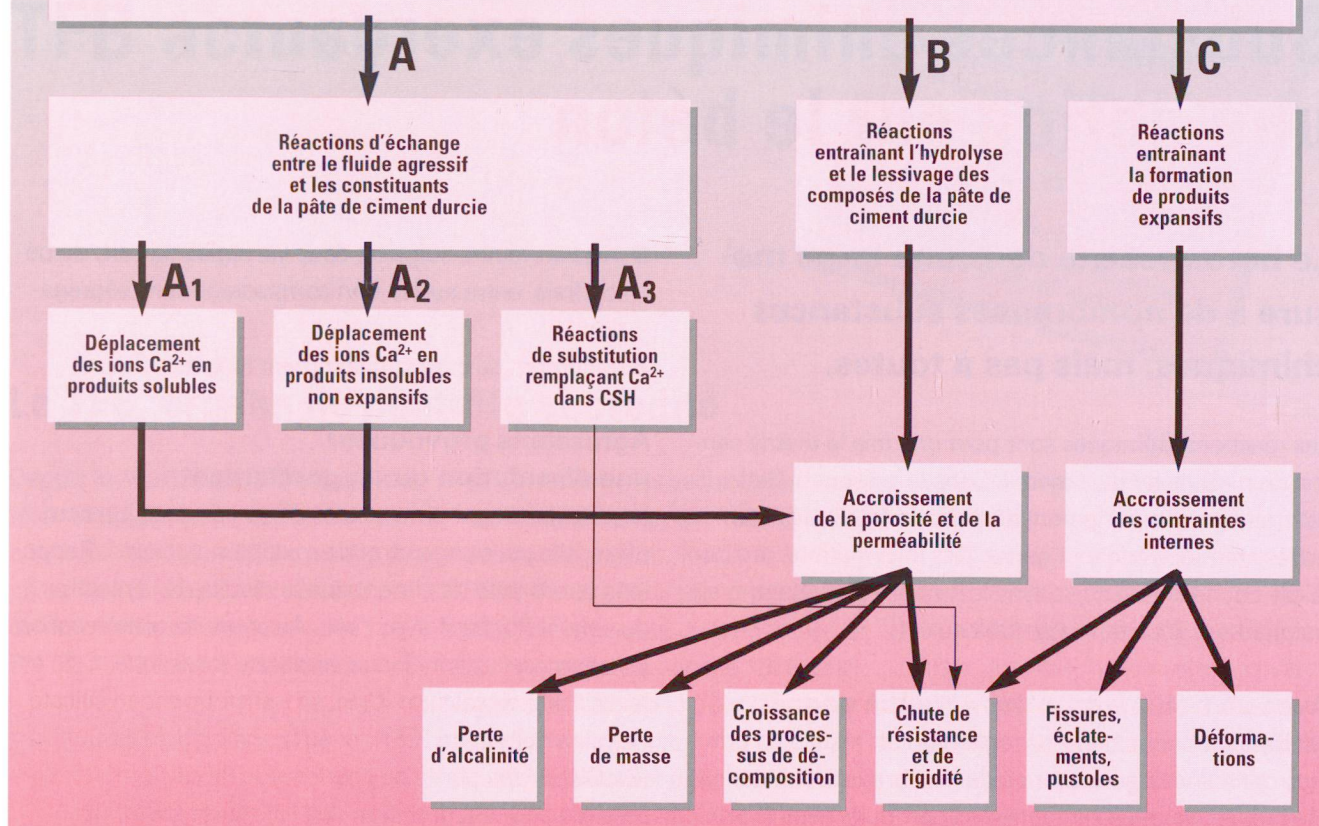 A
B
C
Réactions d'échange
entre le fluide agressif
et les constituants
de la pâte de ciment durcie
Réactions
entraînant l'hydrolyse
et le lessivage des
composés de la pâte de
ciment durcie
Réactions
entraînant
la formation
de produits
expansifs
A1
A2
A3
Déplacement
des ions Ca²⁺ en
produits solubles
Déplacement
des ions Ca²⁺ en
produits insolubles
non expansifs
Réactions
de substitution
remplaçant Ca²⁺
dans CSH
Accroissement
de la porosité et de la
perméabilité
Accroissement
des contraintes
internes
Perte
d'alcalinité
Perte
de masse
Croissance
des proces-
sus de dé-
composition
Chute de
résistance
et de
rigidité
Fissures,
éclate-
ments,
pustoles
Déforma-
tions